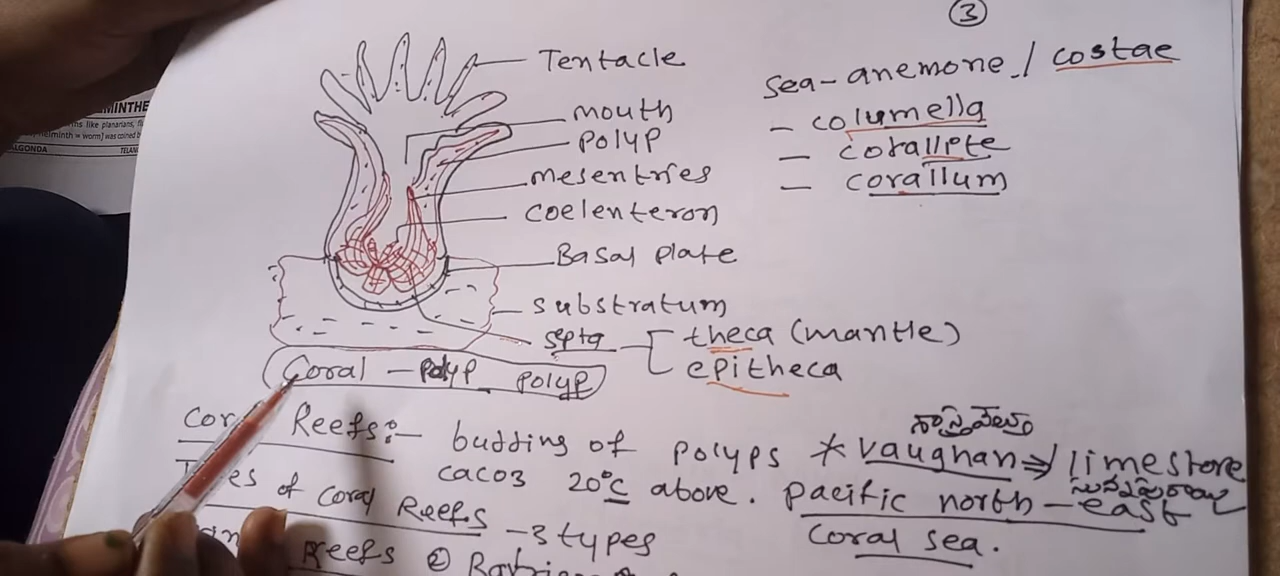 ③
Tentacle
sea-anemone / costae
mouth
- columella
polyp
- corallite
mesentries
- corallum
coelenteron
Basal plate
substratum
septa
theca (mantle)
epitheca
Coral - polyp polyp
Reefs:- budding of polyps * vaughan ⇒ limestone
శాస్త్రవేత్త
caco3 20°c above. pacific north-east
of Coral Reefs - 3 types
Coral sea.
Reefs ②